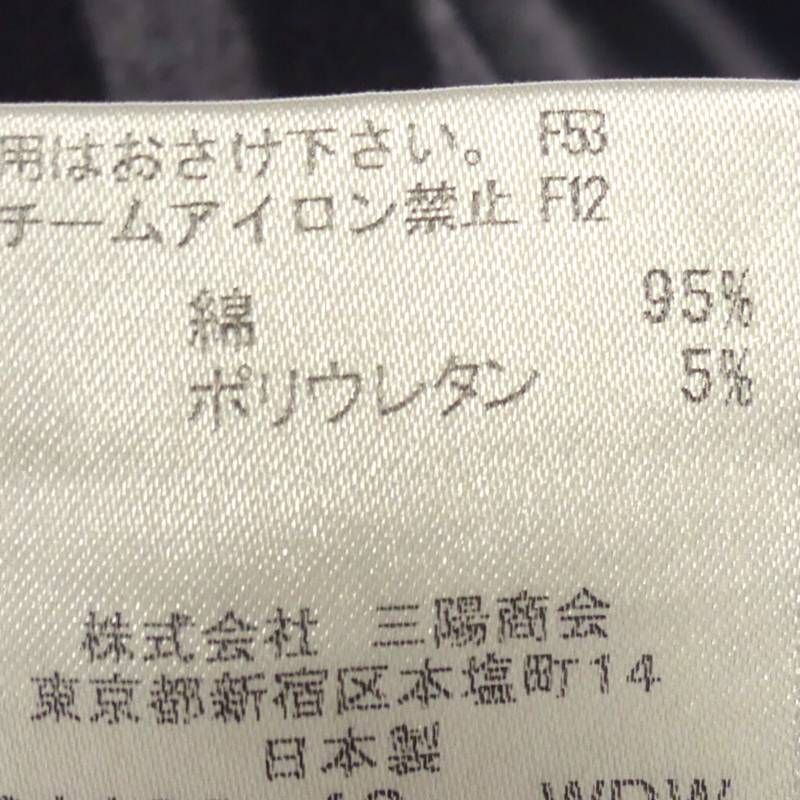 用はおさけ下さい。 F53
チームアイロン禁止 F12
綿 95%
ポリウレタン 5%
株式会社 三陽商会
東京都新宿区本塩町14
日本製
WDW